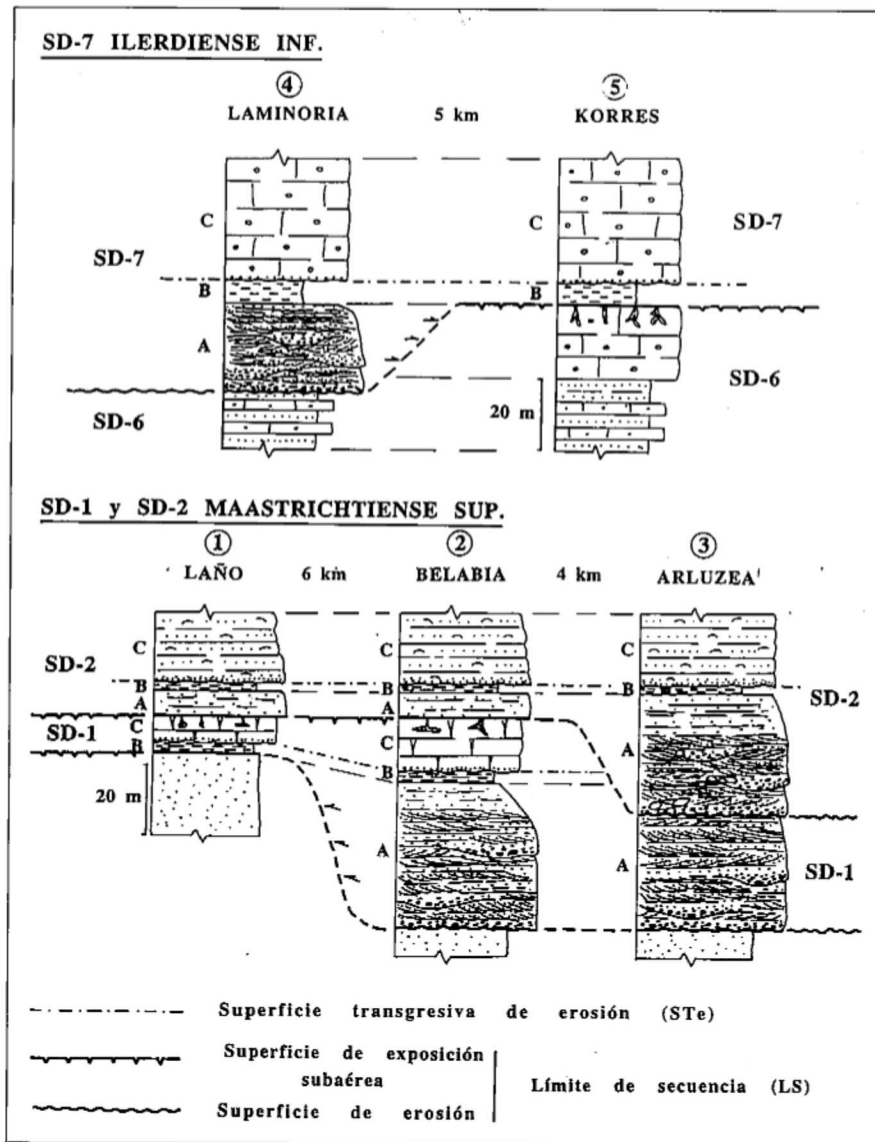 SD-7 ILERDIENSE INF.
④ ⑤
LAMINORIA 5 km KORRES
C C
SD-7 SD-7
B B
A
SD-6 SD-6
20 m
SD-1 y SD-2 MAASTRICHTIENSE SUP.
① ② ③
LAÑO 6 km BELABIA 4 km ARLUZEA
C C C
SD-2 SD-2
B B B
A A A
SD-1 C C
B B
20 m
A A SD-1
Superficie transgresiva de erosión (STe)
Superficie de exposición
subaérea
Límite de secuencia (LS)
Superficie de erosión